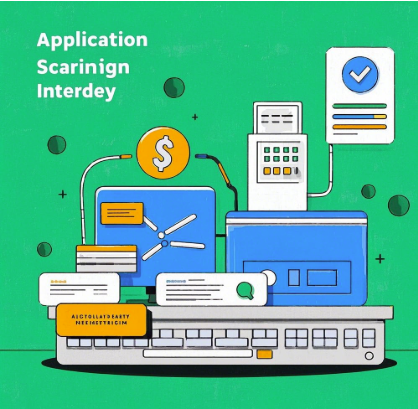 Application
Scarinign
Interdey
$